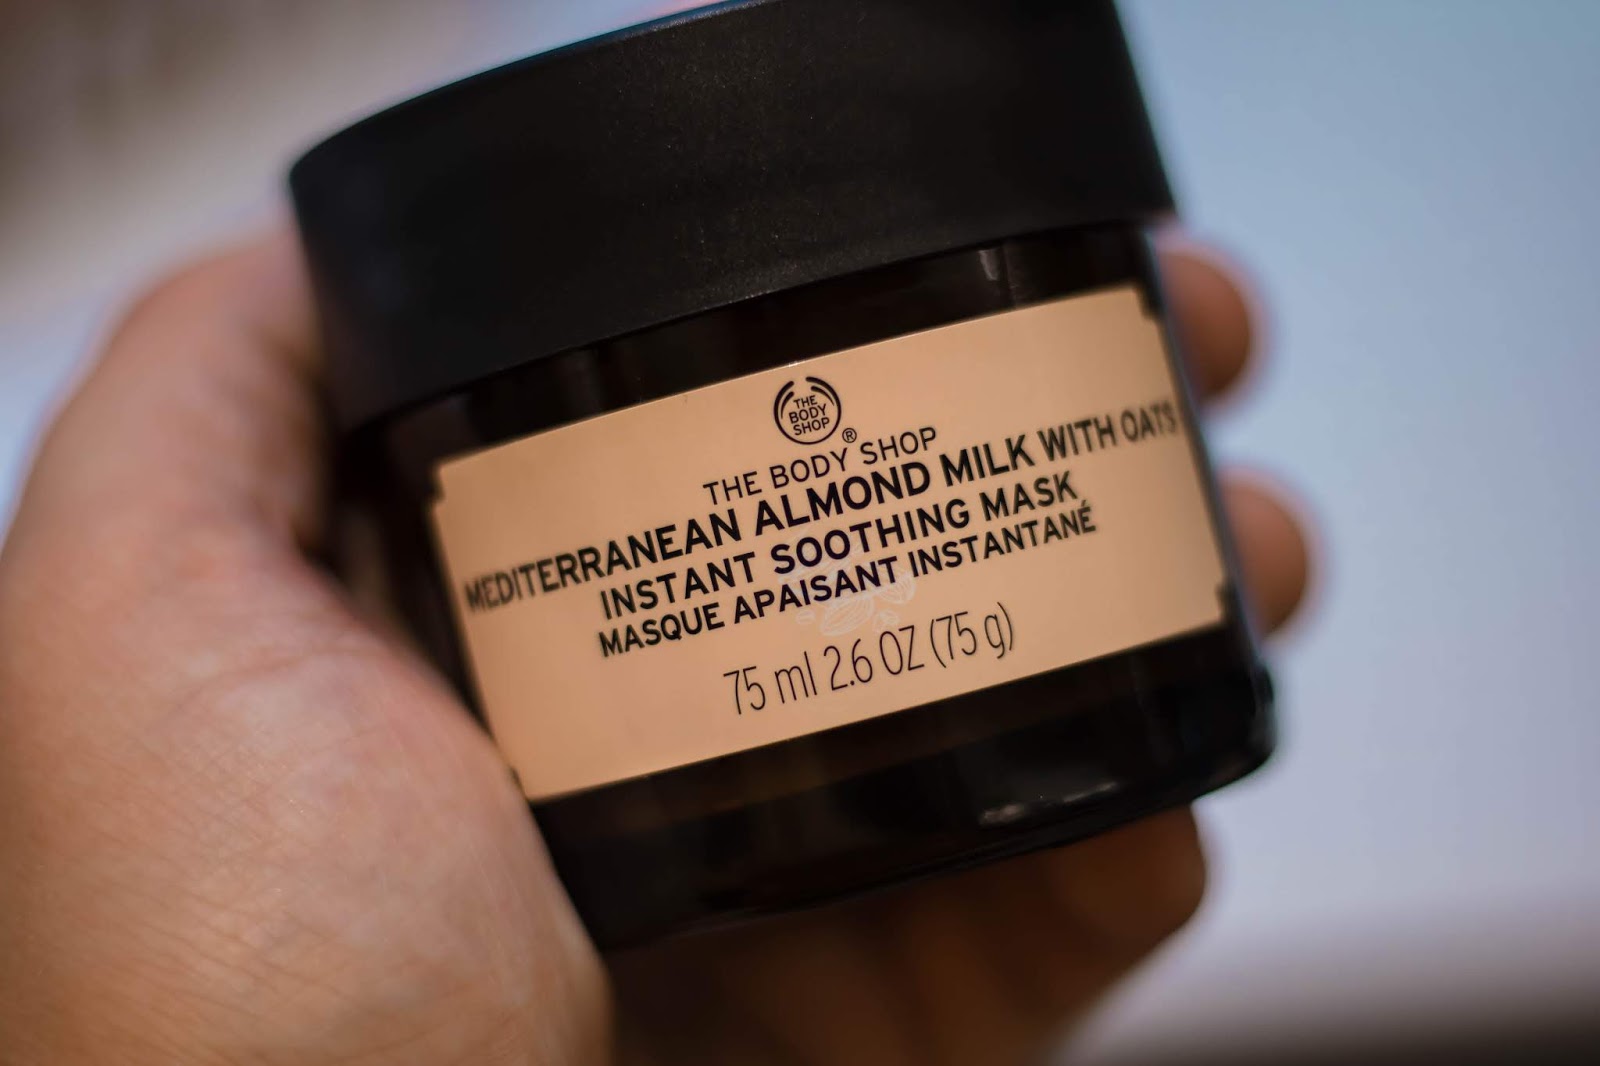 THE
BODY
SHOP
®
THE BODY SHOP
MEDITERRANEAN ALMOND MILK WITH OATS
INSTANT SOOTHING MASK
MASQUE APAISANT INSTANTANÉ
75 ml 2.6 OZ (75 g)